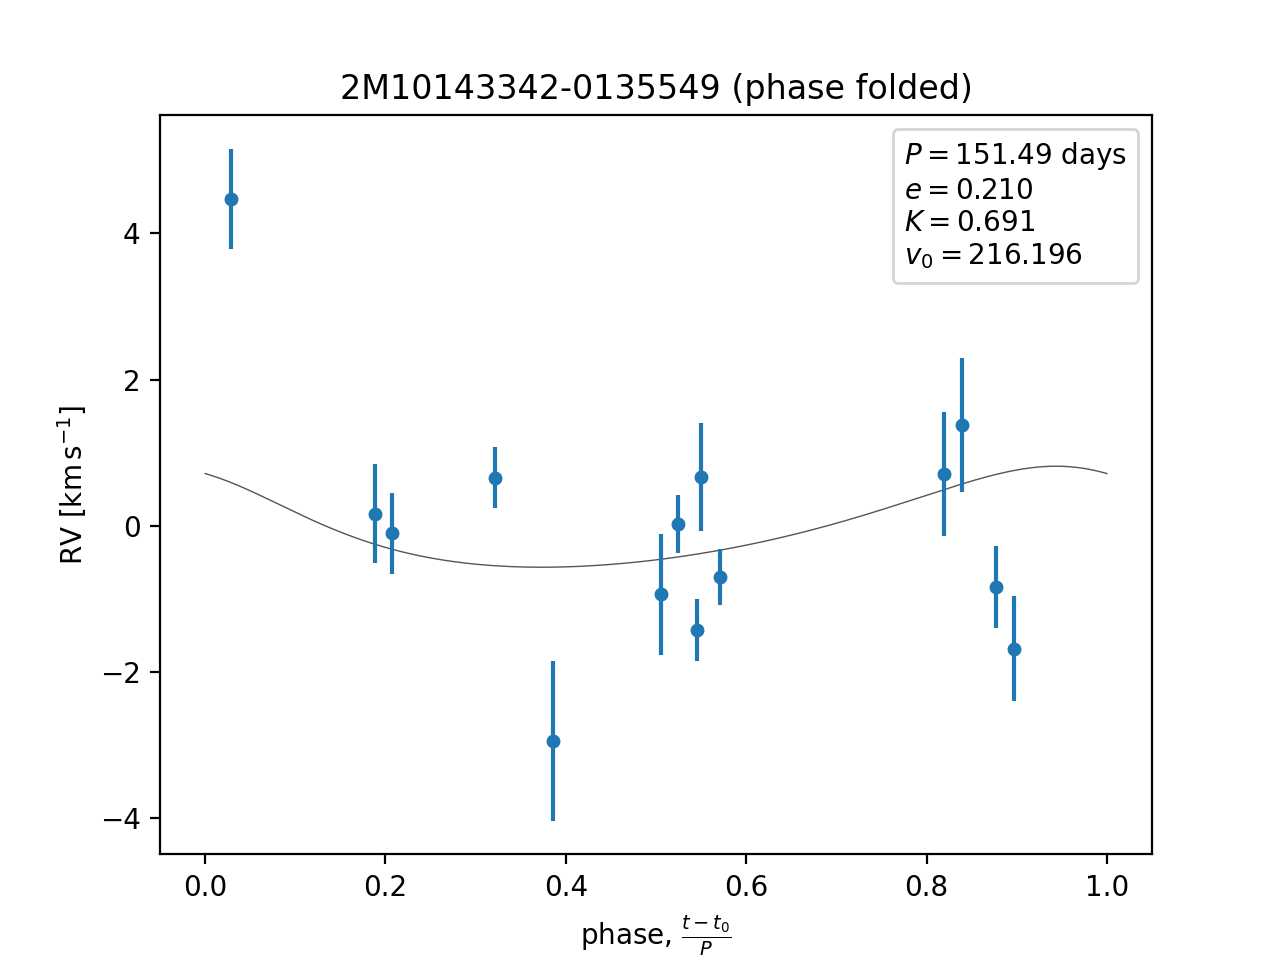 2M10143342-0135549 (phase folded)
P = 151.49 days
e = 0.210
K = 0.691
v₀ = 216.196
RV [km s⁻¹]
4
2
0
−2
−4
0.0 0.2 0.4 0.6 0.8 1.0
phase, (t − t₀)/P